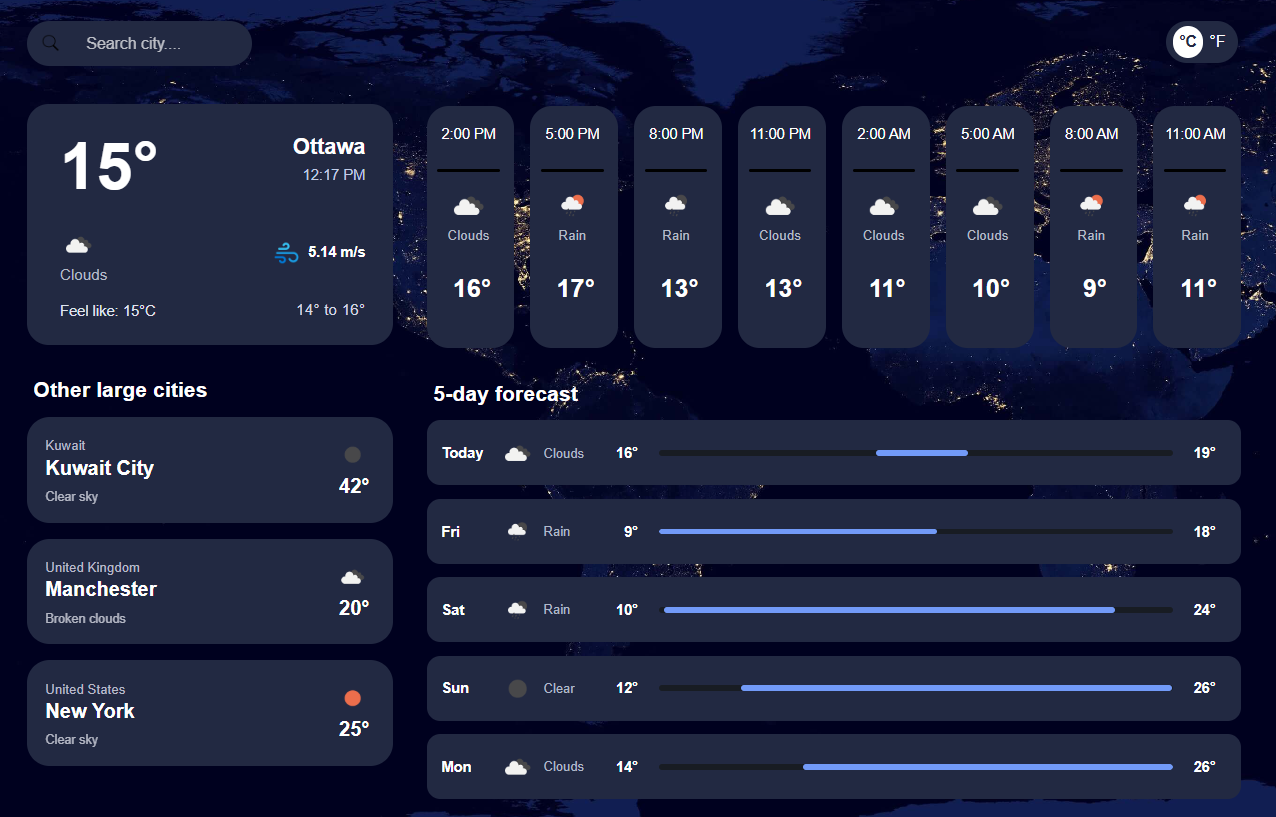 Search city....
°C °F
15°
Ottawa
12:17 PM
Clouds
5.14 m/s
Feel like: 15°C
14° to 16°
2:00 PM
Clouds
16°
5:00 PM
Rain
17°
8:00 PM
Rain
13°
11:00 PM
Clouds
13°
2:00 AM
Clouds
11°
5:00 AM
Clouds
10°
8:00 AM
Rain
9°
11:00 AM
Rain
11°
Other large cities
Kuwait
Kuwait City
Clear sky
42°
United Kingdom
Manchester
Broken clouds
20°
United States
New York
Clear sky
25°
5-day forecast
Today Clouds 16° 19°
Fri Rain 9° 18°
Sat Rain 10° 24°
Sun Clear 12° 26°
Mon Clouds 14° 26°